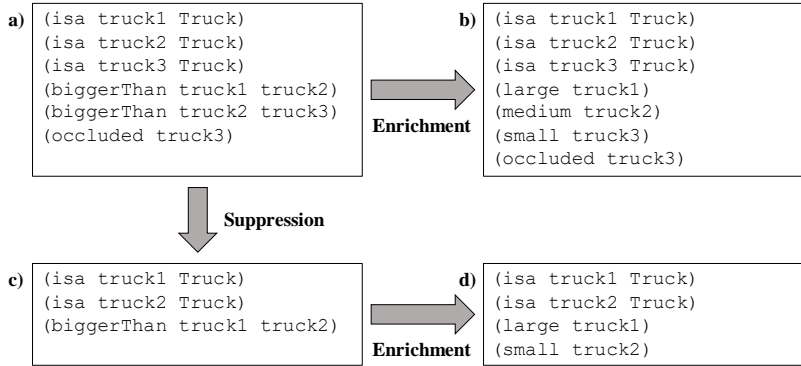 a)
(isa truck1 Truck)
(isa truck2 Truck)
(isa truck3 Truck)
(biggerThan truck1 truck2)
(biggerThan truck2 truck3)
(occluded truck3)
Enrichment
b)
(isa truck1 Truck)
(isa truck2 Truck)
(isa truck3 Truck)
(large truck1)
(medium truck2)
(small truck3)
(occluded truck3)
Suppression
c)
(isa truck1 Truck)
(isa truck2 Truck)
(biggerThan truck1 truck2)
Enrichment
d)
(isa truck1 Truck)
(isa truck2 Truck)
(large truck1)
(small truck2)